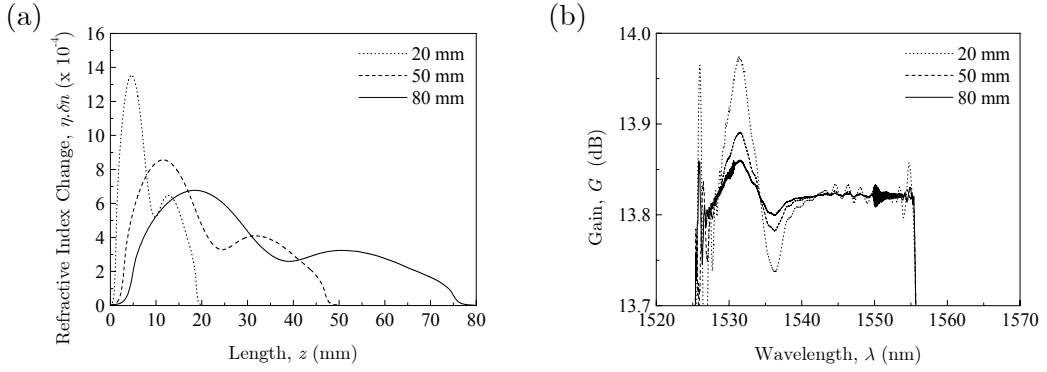 (a)
16
14
12
10
8
6
4
2
0
0 10 20 30 40 50 60 70 80
Refractive Index Change, η.δn (x 10⁻⁴)
Length, z (mm)
20 mm
50 mm
80 mm
(b)
14.0
13.9
13.8
13.7
1520 1530 1540 1550 1560 1570
Gain, G (dB)
Wavelength, λ (nm)
20 mm
50 mm
80 mm